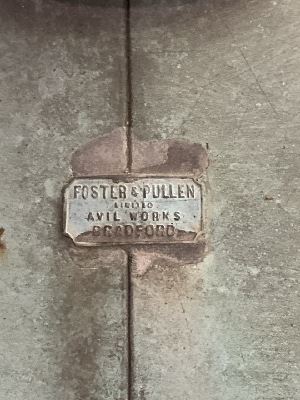 FOSTER & PULLEN
LIMITED
AVIL WORKS
BRADFORD